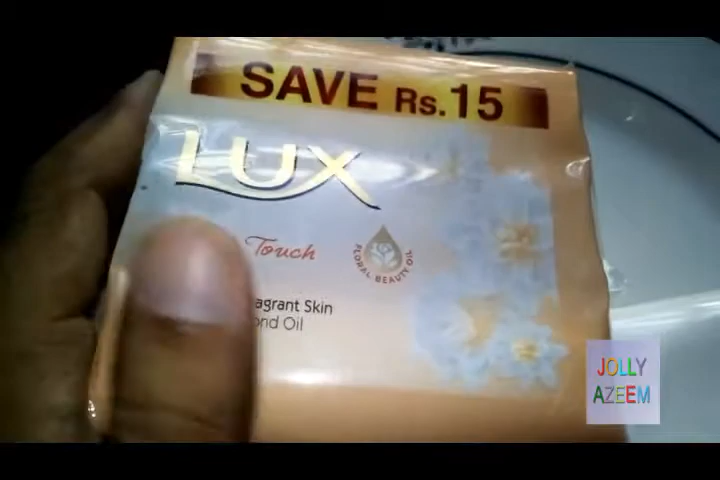 SAVE Rs.15
LUX
Touch
FLORAL BEAUTY OIL
agrant Skin
ond Oil
JOLLY
AZEEM